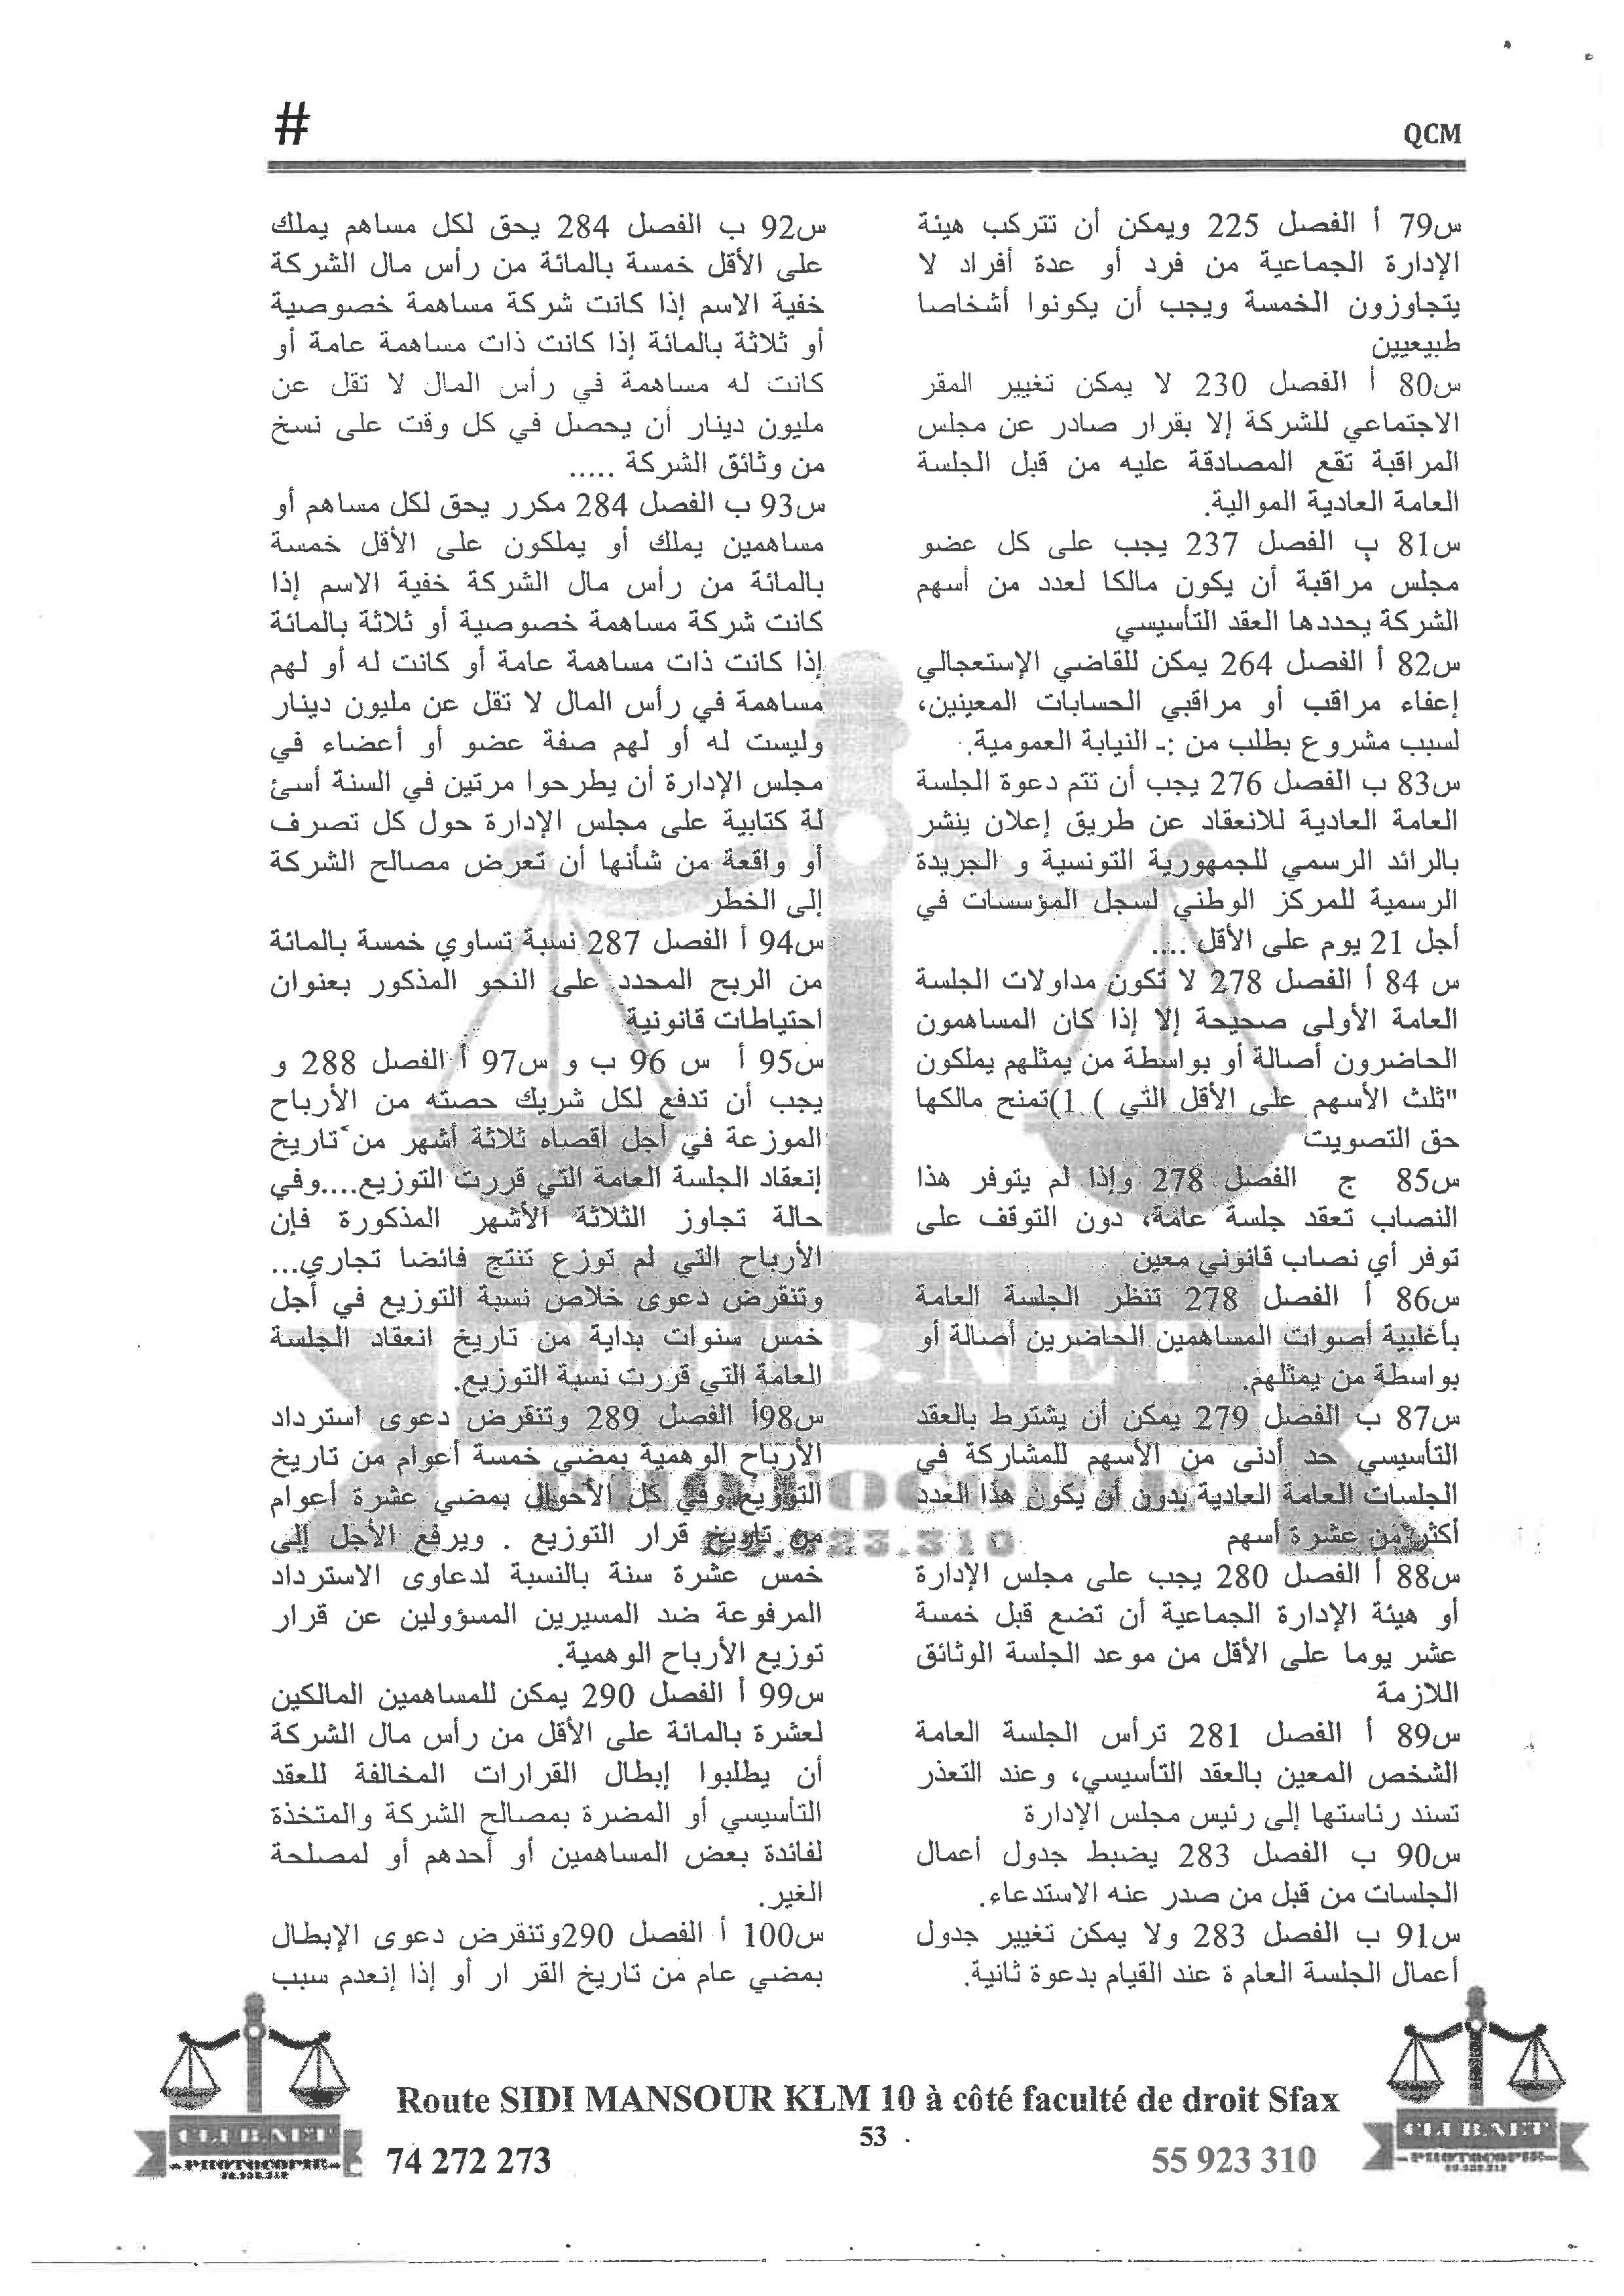 #
QCM
س79 أ الفصل 225 ويمكن أن تتركب هيئة
الإدارة الجماعية من فرد أو عدة أفراد لا
يتجاوزون الخمسة ويجب أن يكونوا أشخاصا
طبيعيين
س80 أ الفصل 230 لا يمكن تغيير المقر
الاجتماعي للشركة إلا بقرار صادر عن مجلس
المراقبة تقع المصادقة عليه من قبل الجلسة
العامة العادية الموالية.
س81 ب الفصل 237 يجب على كل عضو
مجلس مراقبة أن يكون مالكا لعدد من أسهم
الشركة يحددها العقد التأسيسي
س82 أ الفصل 264 يمكن للقاضي الإستعجالي
إعفاء مراقب أو مراقبي الحسابات المعينين،
لسبب مشروع بطلب من :- النيابة العمومية.
س83 ب الفصل 276 يجب أن تتم دعوة الجلسة
العامة العادية للانعقاد عن طريق إعلان ينشر
بالرائد الرسمي للجمهورية التونسية و الجريدة
الرسمية للمركز الوطني لسجل المؤسسات في
أجل 21 يوم على الأقل ....
س 84 أ الفصل 278 لا تكون مداولات الجلسة
العامة الأولى صحيحة إلا إذا كان المساهمون
الحاضرون أصالة أو بواسطة من يمثلهم يملكون
"ثلث الأسهم على الأقل التي ) 1)تمنح مالكها
حق التصويت
س85 ج الفصل 278 وإذا لم يتوفر هذا
النصاب تعقد جلسة عامة، دون التوقف على
توفر أي نصاب قانوني معين
س86 أ الفصل 278 تنظر الجلسة العامة
بأغلبية أصوات المساهمين الحاضرين أصالة أو
بواسطة من يمثلهم.
س87 ب الفصل 279 يمكن أن يشترط بالعقد
التأسيسي حد أدنى من الأسهم للمشاركة في
الجلسات العامة العادية بدون أن يكون هذا العدد
أكثر من عشرة أسهم
س88 أ الفصل 280 يجب على مجلس الإدارة
أو هيئة الإدارة الجماعية أن تضع قبل خمسة
عشر يوما على الأقل من موعد الجلسة الوثائق
اللازمة
س89 أ الفصل 281 ترأس الجلسة العامة
الشخص المعين بالعقد التأسيسي، وعند التعذر
تسند رئاستها إلى رئيس مجلس الإدارة
س90 ب الفصل 283 يضبط جدول أعمال
الجلسات من قبل من صدر عنه الاستدعاء.
س91 ب الفصل 283 ولا يمكن تغيير جدول
أعمال الجلسة العام ة عند القيام بدعوة ثانية.
س92 ب الفصل 284 يحق لكل مساهم يملك
على الأقل خمسة بالمائة من رأس مال الشركة
خفية الاسم إذا كانت شركة مساهمة خصوصية
أو ثلاثة بالمائة إذا كانت ذات مساهمة عامة أو
كانت له مساهمة في رأس المال لا تقل عن
مليون دينار أن يحصل في كل وقت على نسخ
من وثائق الشركة .....
س93 ب الفصل 284 مكرر يحق لكل مساهم أو
مساهمين يملك أو يملكون على الأقل خمسة
بالمائة من رأس مال الشركة خفية الاسم إذا
كانت شركة مساهمة خصوصية أو ثلاثة بالمائة
إذا كانت ذات مساهمة عامة أو كانت له أو لهم
مساهمة في رأس المال لا تقل عن مليون دينار
وليست له أو لهم صفة عضو أو أعضاء في
مجلس الإدارة أن يطرحوا مرتين في السنة أسئ
لة كتابية على مجلس الإدارة حول كل تصرف
أو واقعة من شأنها أن تعرض مصالح الشركة
إلى الخطر
س94 أ الفصل 287 نسبة تساوي خمسة بالمائة
من الربح المحدد على النحو المذكور بعنوان
احتياطات قانونية
س95 أ س 96 ب و س97 أ الفصل 288 و
يجب أن تدفع لكل شريك حصته من الأرباح
الموزعة في أجل أقصاه ثلاثة أشهر من تاريخ
إنعقاد الجلسة العامة التي قررت التوزيع....وفي
حالة تجاوز الثلاثة الأشهر المذكورة فإن
الأرباح التي لم توزع تنتج فائضا تجاري...
وتنقرض دعوى خلاص نسبة التوزيع في أجل
خمس سنوات بداية من تاريخ انعقاد الجلسة
العامة التي قررت نسبة التوزيع.
س98أ الفصل 289 وتنقرض دعوى استرداد
الأرباح الوهمية بمضي خمسة أعوام من تاريخ
التوزيع وفي كل الأحوال بمضي عشرة أعوام
من تاريخ قرار التوزيع . ويرفع الأجل إلى
خمس عشرة سنة بالنسبة لدعاوى الاسترداد
المرفوعة ضد المسيرين المسؤولين عن قرار
توزيع الأرباح الوهمية.
س99 أ الفصل 290 يمكن للمساهمين المالكين
لعشرة بالمائة على الأقل من رأس مال الشركة
أن يطلبوا إبطال القرارات المخالفة للعقد
التأسيسي أو المضرة بمصالح الشركة والمتخذة
لفائدة بعض المساهمين أو أحدهم أو لمصلحة
الغير.
س100 أ الفصل 290وتنقرض دعوى الإبطال
بمضي عام من تاريخ القر ار أو إذا إنعدم سبب
Route SIDI MANSOUR KLM 10 à côté faculté de droit Sfax
53
74 272 273
55 923 310
CLUB.NET
PHOTOCOPIE
CLUB.NET
PHOTOCOPIE